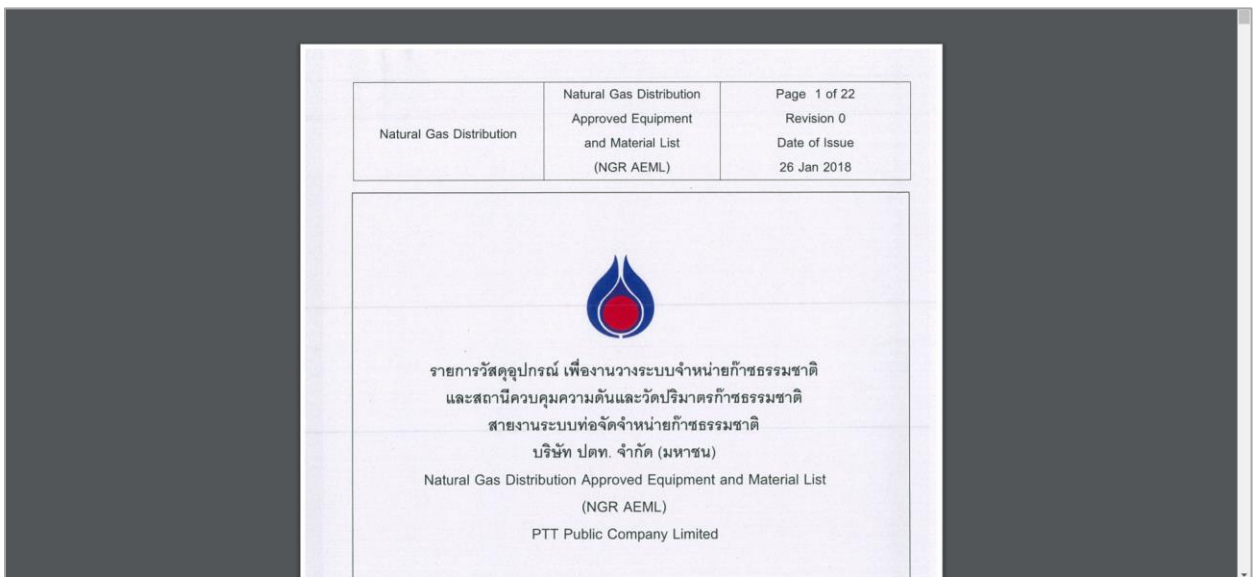 Natural Gas Distribution
Natural Gas Distribution
Approved Equipment
and Material List
(NGR AEML)
Page 1 of 22
Revision 0
Date of Issue
26 Jan 2018
รายการวัสดุอุปกรณ์ เพื่องานวางระบบจำหน่ายก๊าซธรรมชาติ
และสถานีควบคุมความดันและวัดปริมาตรก๊าซธรรมชาติ
สายงานระบบท่อจัดจำหน่ายก๊าซธรรมชาติ
บริษัท ปตท. จำกัด (มหาชน)
Natural Gas Distribution Approved Equipment and Material List
(NGR AEML)
PTT Public Company Limited